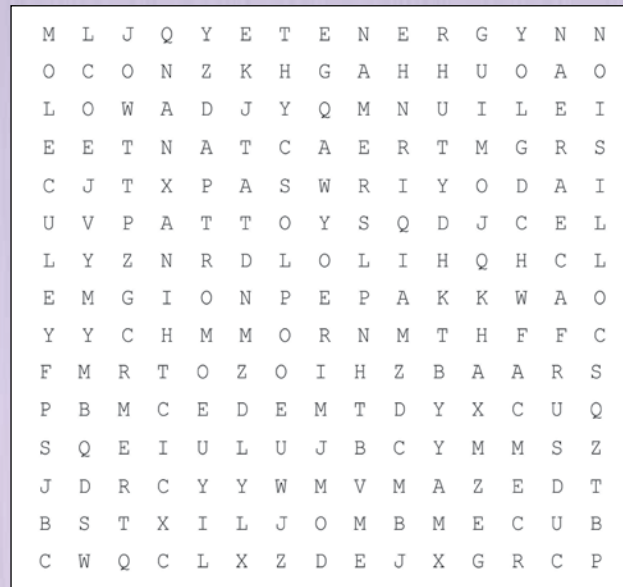 M L J Q Y E T E N E R G Y N N
O C O N Z K H G A H H U O A O
L O W A D J Y Q M N U I L E I
E E T N A T C A E R T M G R S
C J T X P A S W R I Y O D A I
U V P A T T O Y S Q D J C E L
L Y Z N R D L O L I H Q H C L
E M G I O N P E P A K K W A O
Y Y C H M M O R N M T H F F C
F M R T O Z O I H Z B A A R S
P B M C E D E M T D Y X C U Q
S Q E I U L U J B C Y M M S Z
J D R C Y Y W M V M A Z E D T
B S T X I L J O M B M E C U B
C W Q C L X Z D E J X G R C P